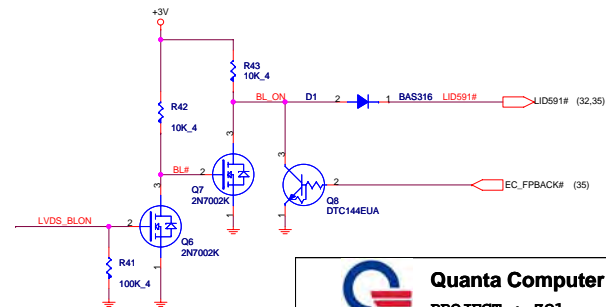 +3V
R43
10K_4
BL_ON
D1
2
1
BAS316
LID591#
LID591#
(32,35)
R42
10K_4
3
3
BL#
2
2
EC_FPBACK#
(35)
Q7
2N7002K
1
3
1
Q8
DTC144EUA
LVDS_BLON
2
Q6
2N7002K
R41
100K_4
1
Quanta Computer